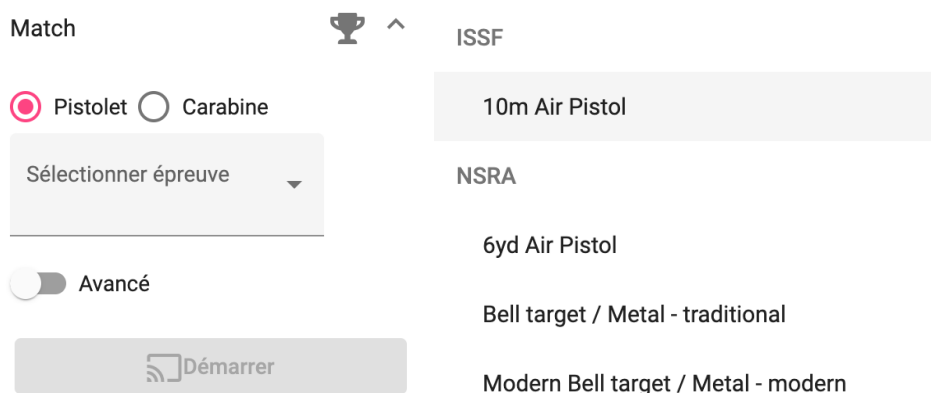 Match
Pistolet
Carabine
Sélectionner épreuve
Avancé
Démarrer
ISSF
10m Air Pistol
NSRA
6yd Air Pistol
Bell target / Metal - traditional
Modern Bell target / Metal - modern